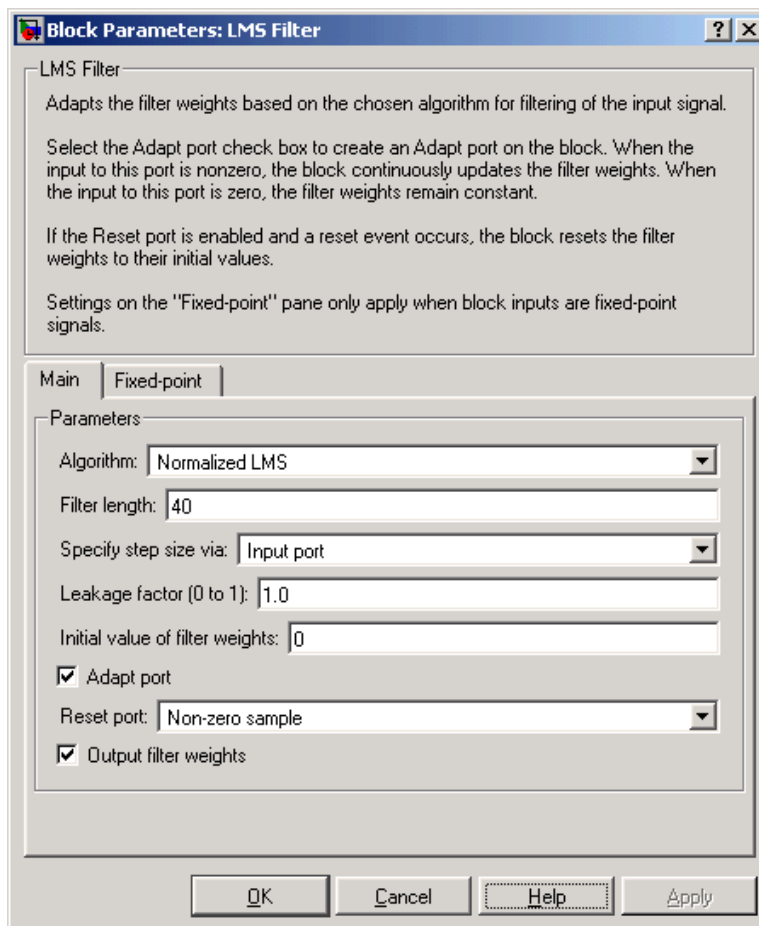 Block Parameters: LMS Filter
LMS Filter
Adapts the filter weights based on the chosen algorithm for filtering of the input signal.
Select the Adapt port check box to create an Adapt port on the block. When the
input to this port is nonzero, the block continuously updates the filter weights. When
the input to this port is zero, the filter weights remain constant.
If the Reset port is enabled and a reset event occurs, the block resets the filter
weights to their initial values.
Settings on the "Fixed-point" pane only apply when block inputs are fixed-point
signals.
Main Fixed-point
Parameters
Algorithm: Normalized LMS
Filter length: 40
Specify step size via: Input port
Leakage factor (0 to 1): 1.0
Initial value of filter weights: 0
Adapt port
Reset port: Non-zero sample
Output filter weights
OK Cancel Help Apply